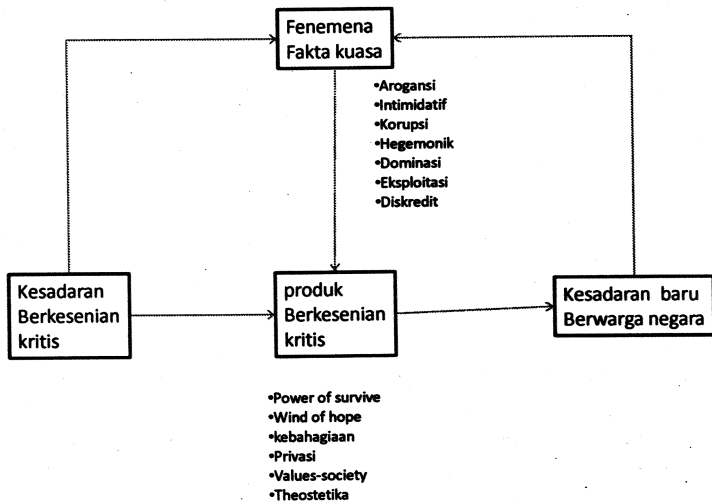 Fenemena
Fakta kuasa
•Arogansi
•Intimidatif
•Korupsi
•Hegemonik
•Dominasi
•Eksploitasi
•Diskredit
Kesadaran
Berkesenian
kritis
produk
Berkesenian
kritis
Kesadaran baru
Berwarga negara
•Power of survive
•Wind of hope
•kebahagiaan
•Privasi
•Values-society
•Theostetika